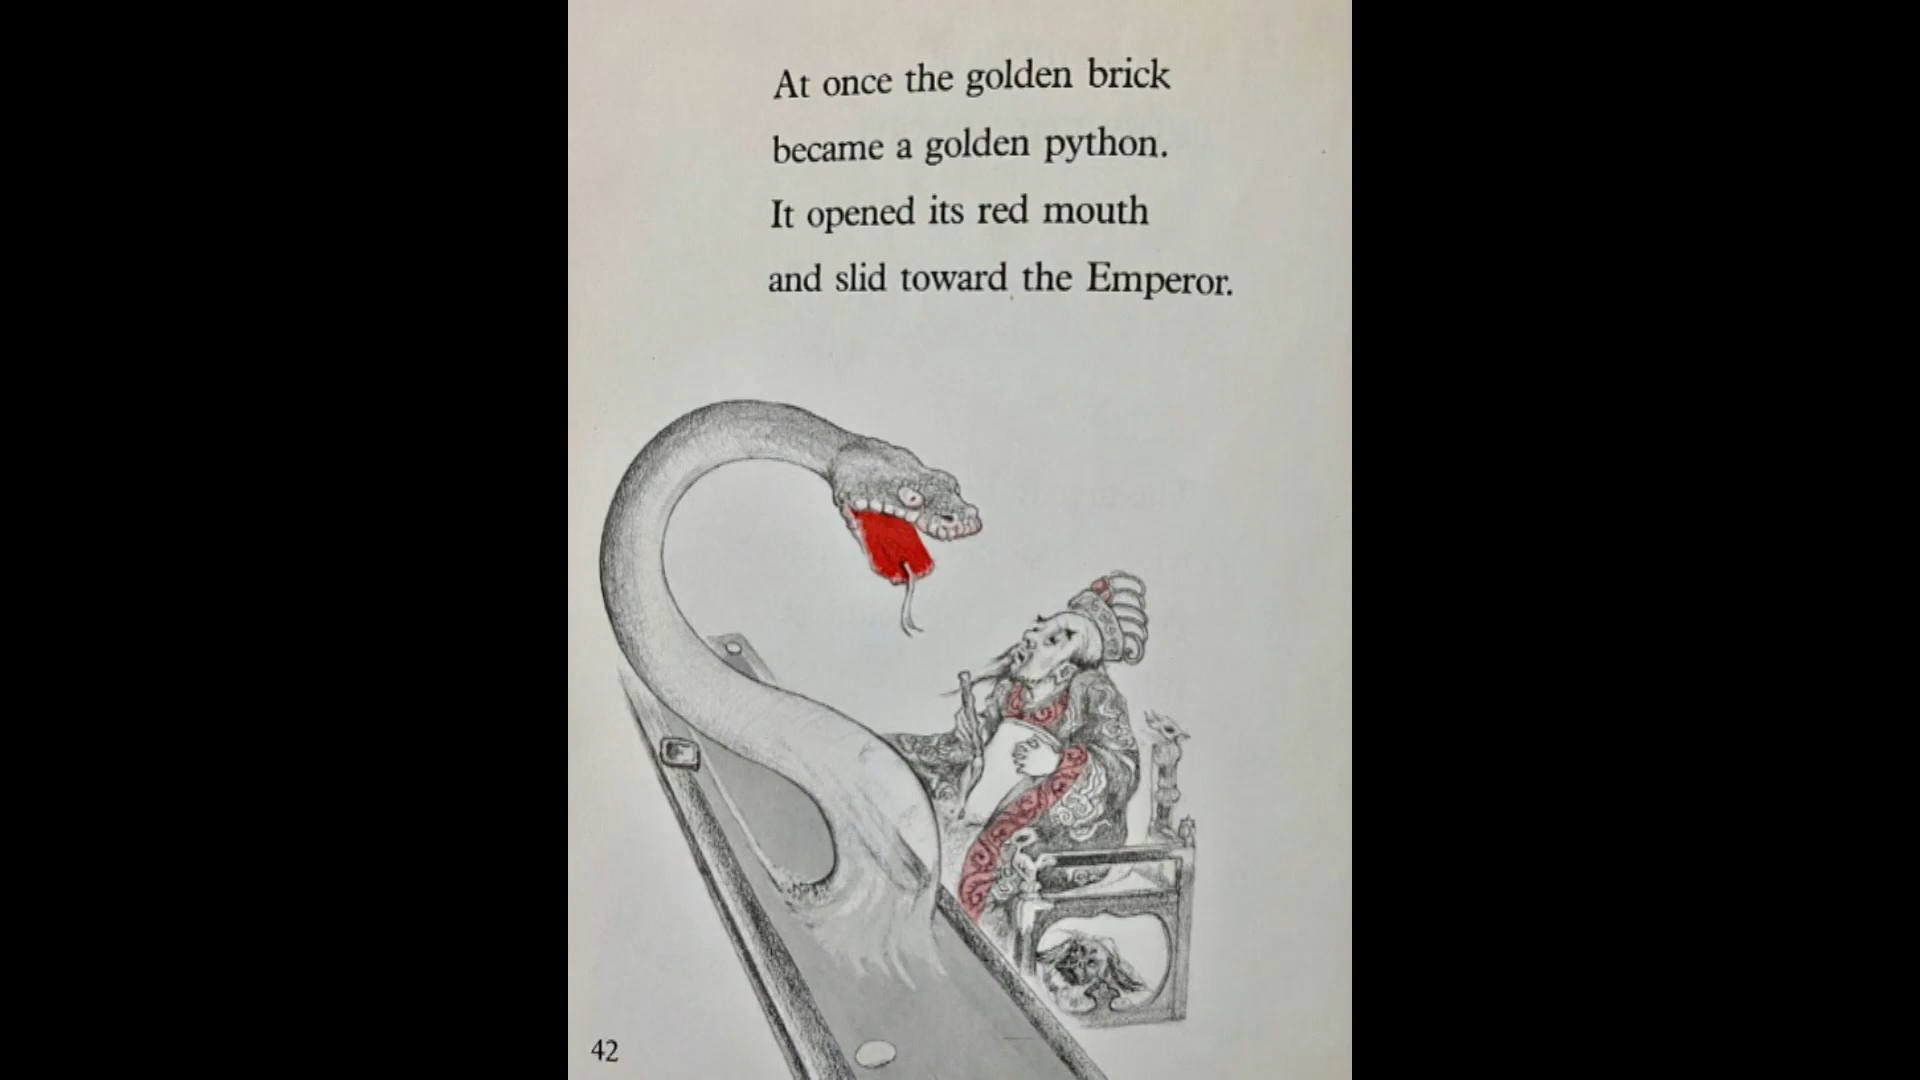 At once the golden brick
became a golden python.
It opened its red mouth
and slid toward the Emperor.
42